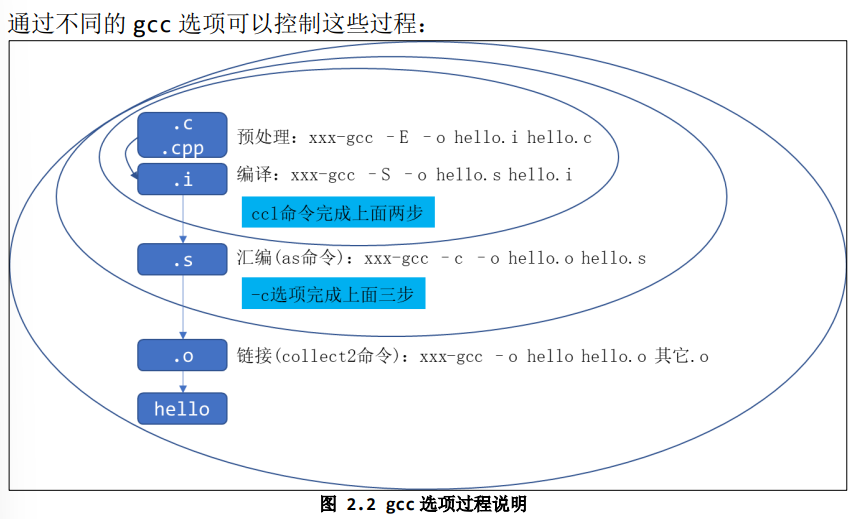 通过不同的 gcc 选项可以控制这些过程：
.c
.cpp
预处理：xxx-gcc –E –o hello.i hello.c
.i
编译：xxx-gcc –S –o hello.s hello.i
ccl命令完成上面两步
.s
汇编(as命令)：xxx-gcc –c –o hello.o hello.s
-c选项完成上面三步
.o
链接(collect2命令)：xxx-gcc –o hello hello.o 其它.o
hello
图 2.2 gcc 选项过程说明